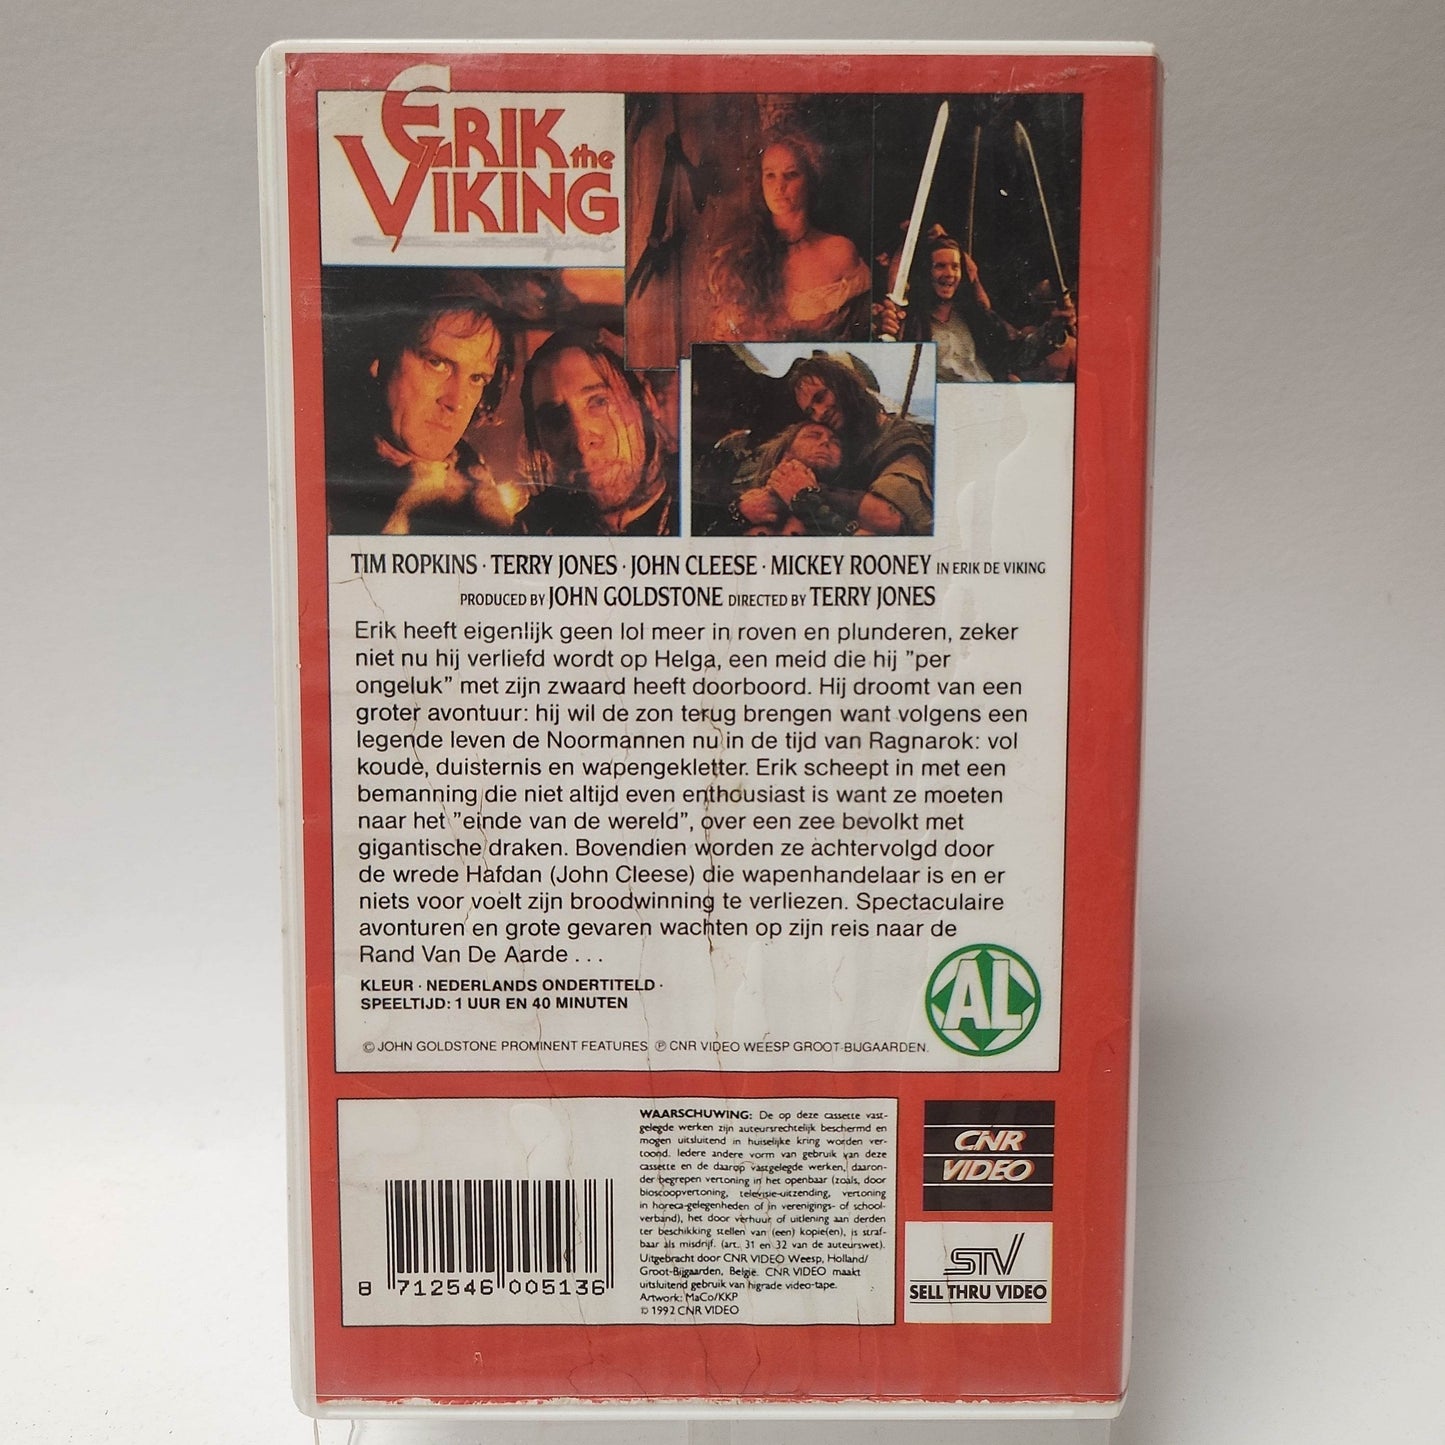 ERIK the
VIKING
TIM ROPKINS · TERRY JONES · JOHN CLEESE · MICKEY ROONEY IN ERIK DE VIKING
PRODUCED BY JOHN GOLDSTONE DIRECTED BY TERRY JONES
Erik heeft eigenlijk geen lol meer in roven en plunderen, zeker
niet nu hij verliefd wordt op Helga, een meid die hij ”per
ongeluk” met zijn zwaard heeft doorboord. Hij droomt van een
groter avontuur: hij wil de zon terug brengen want volgens een
legende leven de Noormannen nu in de tijd van Ragnarok: vol
koude, duisternis en wapengekletter. Erik scheept in met een
bemanning die niet altijd even enthousiast is want ze moeten
naar het ”einde van de wereld”, over een zee bevolkt met
gigantische draken. Bovendien worden ze achtervolgd door
de wrede Hafdan (John Cleese) die wapenhandelaar is en er
niets voor voelt zijn broodwinning te verliezen. Spectaculaire
avonturen en grote gevaren wachten op zijn reis naar de
Rand Van De Aarde . . .
AL
KLEUR · NEDERLANDS ONDERTITELD ·
SPEELTIJD: 1 UUR EN 40 MINUTEN
© JOHN GOLDSTONE PROMINENT FEATURES ℗ CNR VIDEO WEESP GROOT-BIJGAARDEN.
WAARSCHUWING: De op deze cassette vast-
gelegde werken zijn auteursrechtelijk beschermd en
mogen uitsluitend in huiselijke kring worden ver-
toond. Iedere andere vorm van gebruik van deze
cassette en de daarop vastgelegde werken, daaron-
der begrepen vertoning in het openbaar (zoals, door
bioscoopvertoning, televisie-uitzending, vertoning
in horeca-gelegenheden of in verenigings- of school-
verband), het door verhuur of uitlening aan derden
ter beschikking stellen van (een) kopie(en), is straf-
baar als misdrijf. (art. 31 en 32 van de auteurswet).
Uitgebracht door CNR VIDEO Weesp, Holland/
Groot-Bijgaarden, België. CNR VIDEO maakt
uitsluitend gebruik van higrade video-tape.
Artwork: MaCo/KKP
© 1992 CNR VIDEO
8 712546 005136
CNR
VIDEO
STV
SELL THRU VIDEO